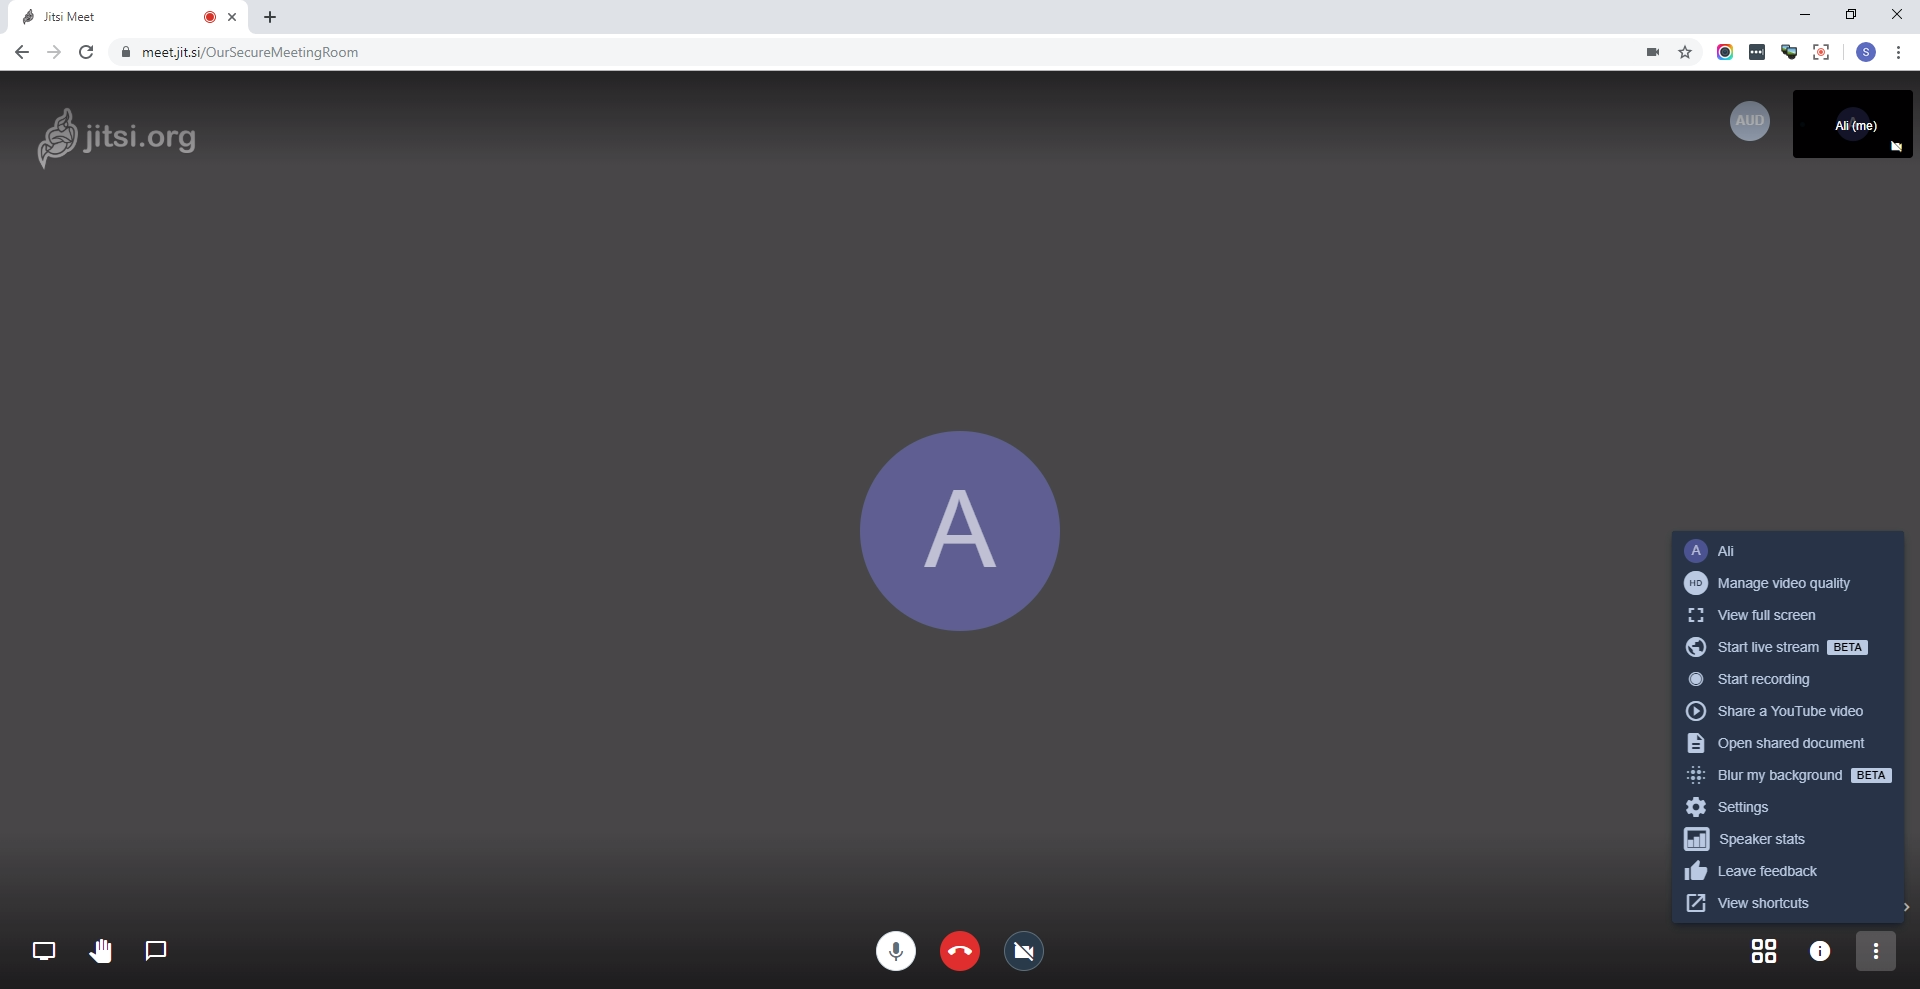 Jitsi Meet
meet.jit.si/OurSecureMeetingRoom
S
jitsi.org
AUD
Ali (me)
A
A Ali
HD Manage video quality
View full screen
Start live stream BETA
Start recording
Share a YouTube video
Open shared document
Blur my background BETA
Settings
Speaker stats
Leave feedback
View shortcuts